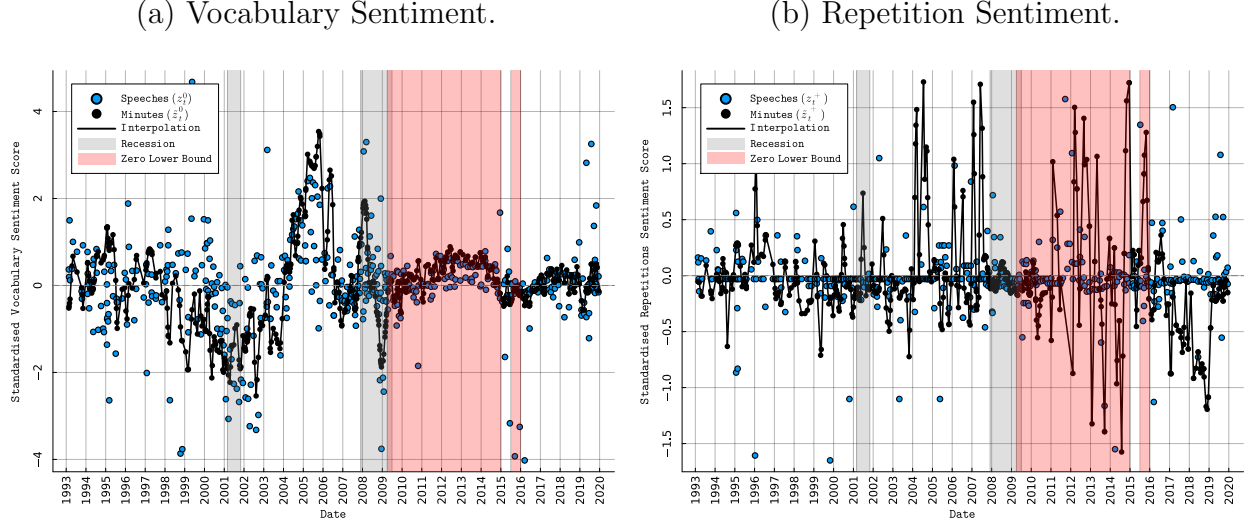 (a) Vocabulary Sentiment.
Standardised Vocabulary Sentiment Score
4
2
0
−2
−4
Speeches (z_t^0)
Minutes (z̃_t^0)
Interpolation
Recession
Zero Lower Bound
1993 1994 1995 1996 1997 1998 1999 2000 2001 2002 2003 2004 2005 2006 2007 2008 2009 2010 2011 2012 2013 2014 2015 2016 2017 2018 2019 2020
Date
(b) Repetition Sentiment.
Standardised Repetitions Sentiment Score
1.5
1.0
0.5
0.0
−0.5
−1.0
−1.5
Speeches (z_t^+)
Minutes (z̃_t^+)
Interpolation
Recession
Zero Lower Bound
1993 1994 1995 1996 1997 1998 1999 2000 2001 2002 2003 2004 2005 2006 2007 2008 2009 2010 2011 2012 2013 2014 2015 2016 2017 2018 2019 2020
Date